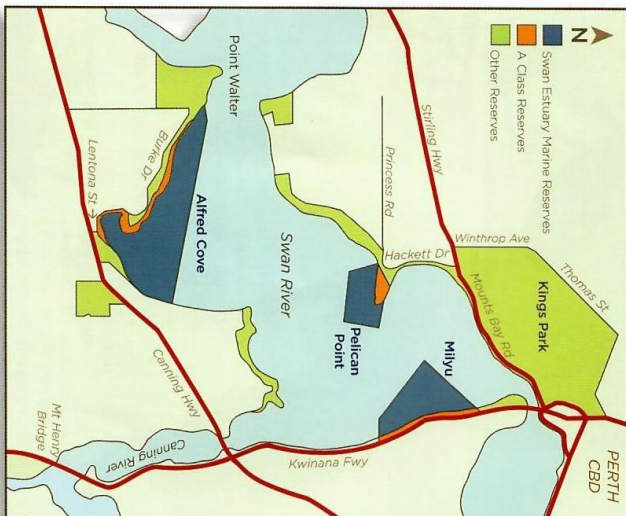 N
Swan Estuary Marine Reserves
A Class Reserves
Other Reserves
Thomas St
Kings Park
PERTH
CBD
Winthrop Ave
Mounts Bay Rd
Stirling Hwy
Hackett Dr
Princess Rd
Milyu
Pelican
Point
Kwinana Fwy
Swan River
Point Walter
Alfred Cove
Burke Dr
Lentona St
Canning Hwy
Canning River
Mt Henry
Bridge